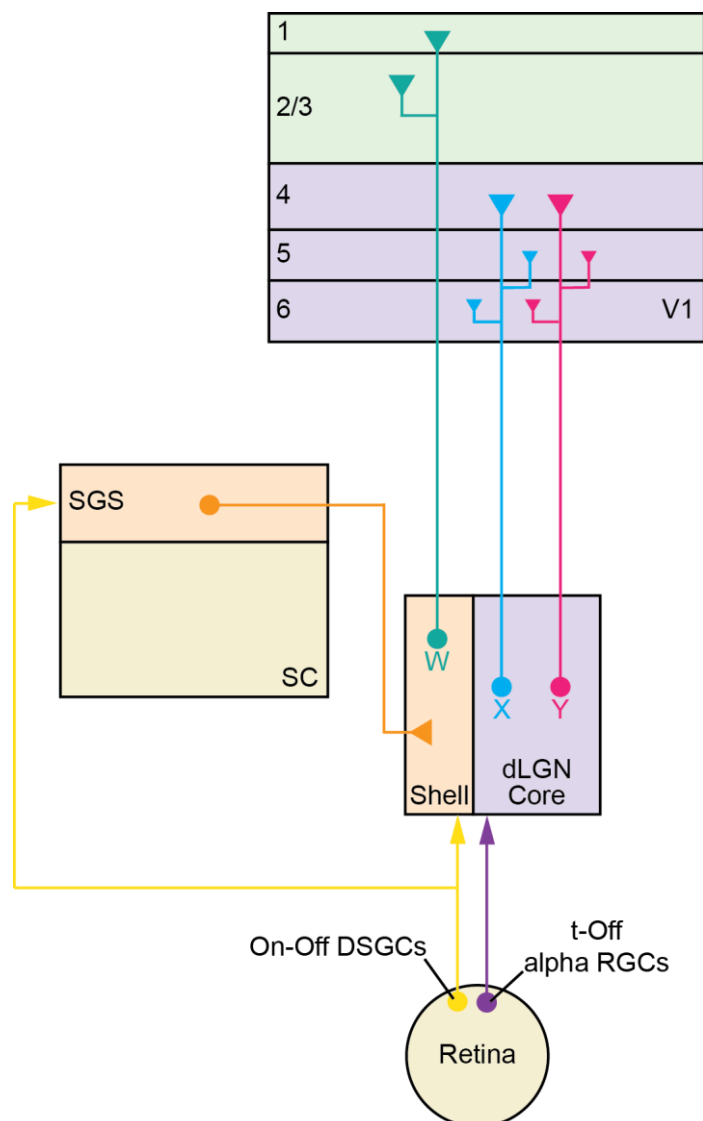 1
2/3
4
5
6
V1
SGS
SC
W
X
Y
Shell
dLGN
Core
On-Off DSGCs
t-Off
alpha RGCs
Retina